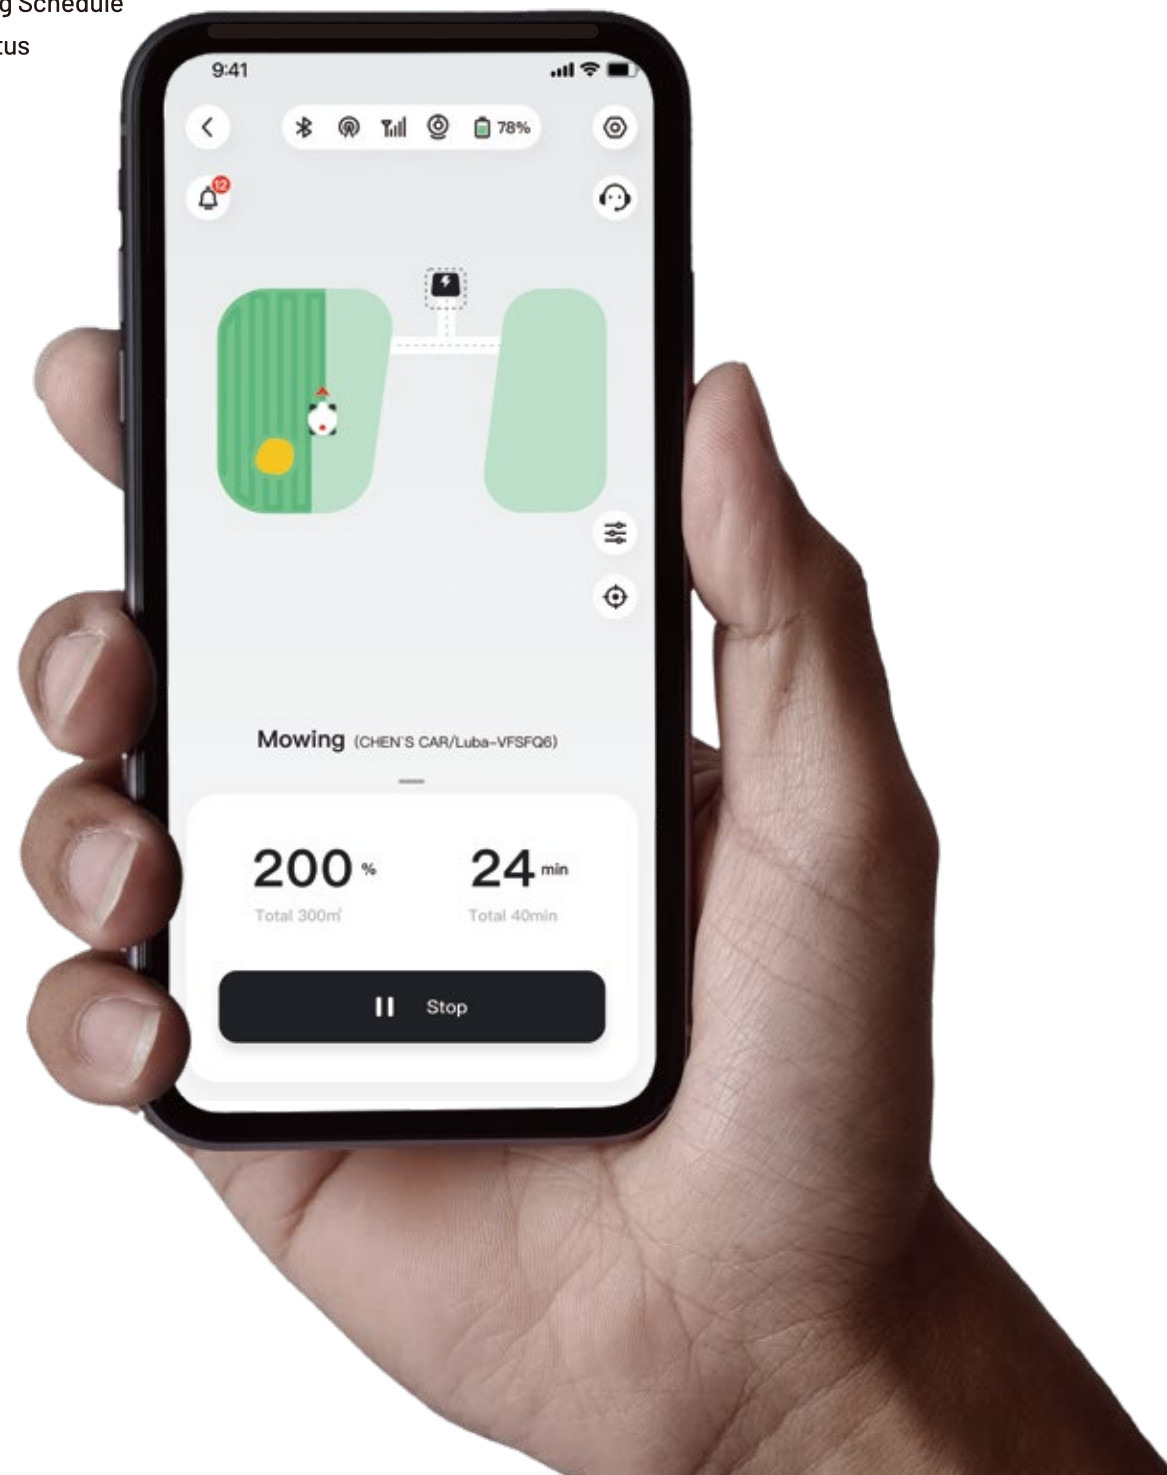 g Schedule
tus
9:41
78%
12
Mowing (CHEN'S CAR/Luba-VFSFQ6)
200 %
24 min
Total 300㎡
Total 40min
Stop